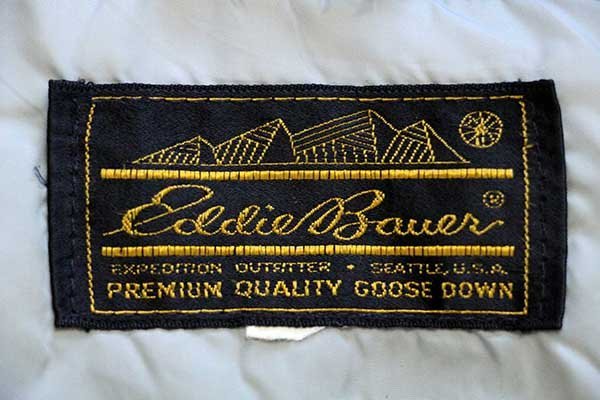 Eddie Bauer ®
EXPEDITION OUTFITTER • SEATTLE, U.S.A.
PREMIUM QUALITY GOOSE DOWN